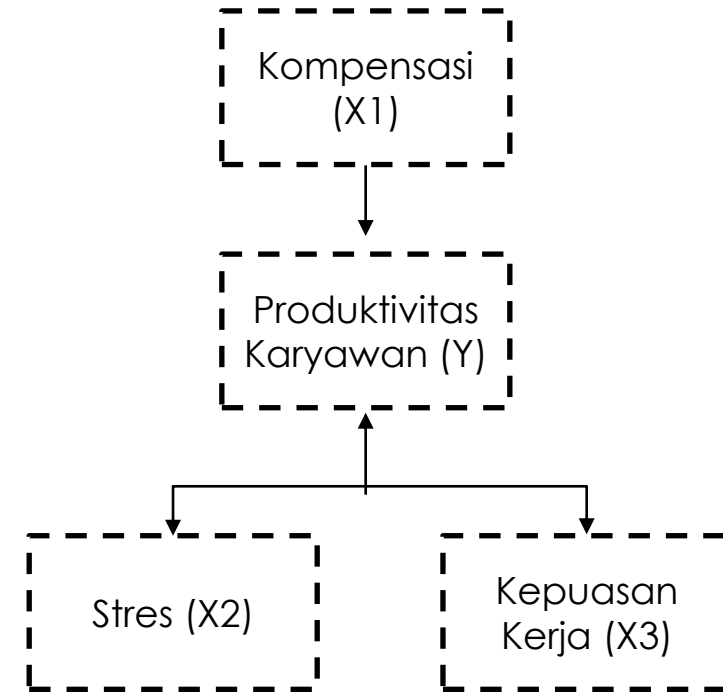 Kompensasi
(X1)
Produktivitas
Karyawan (Y)
Stres (X2)
Kepuasan
Kerja (X3)